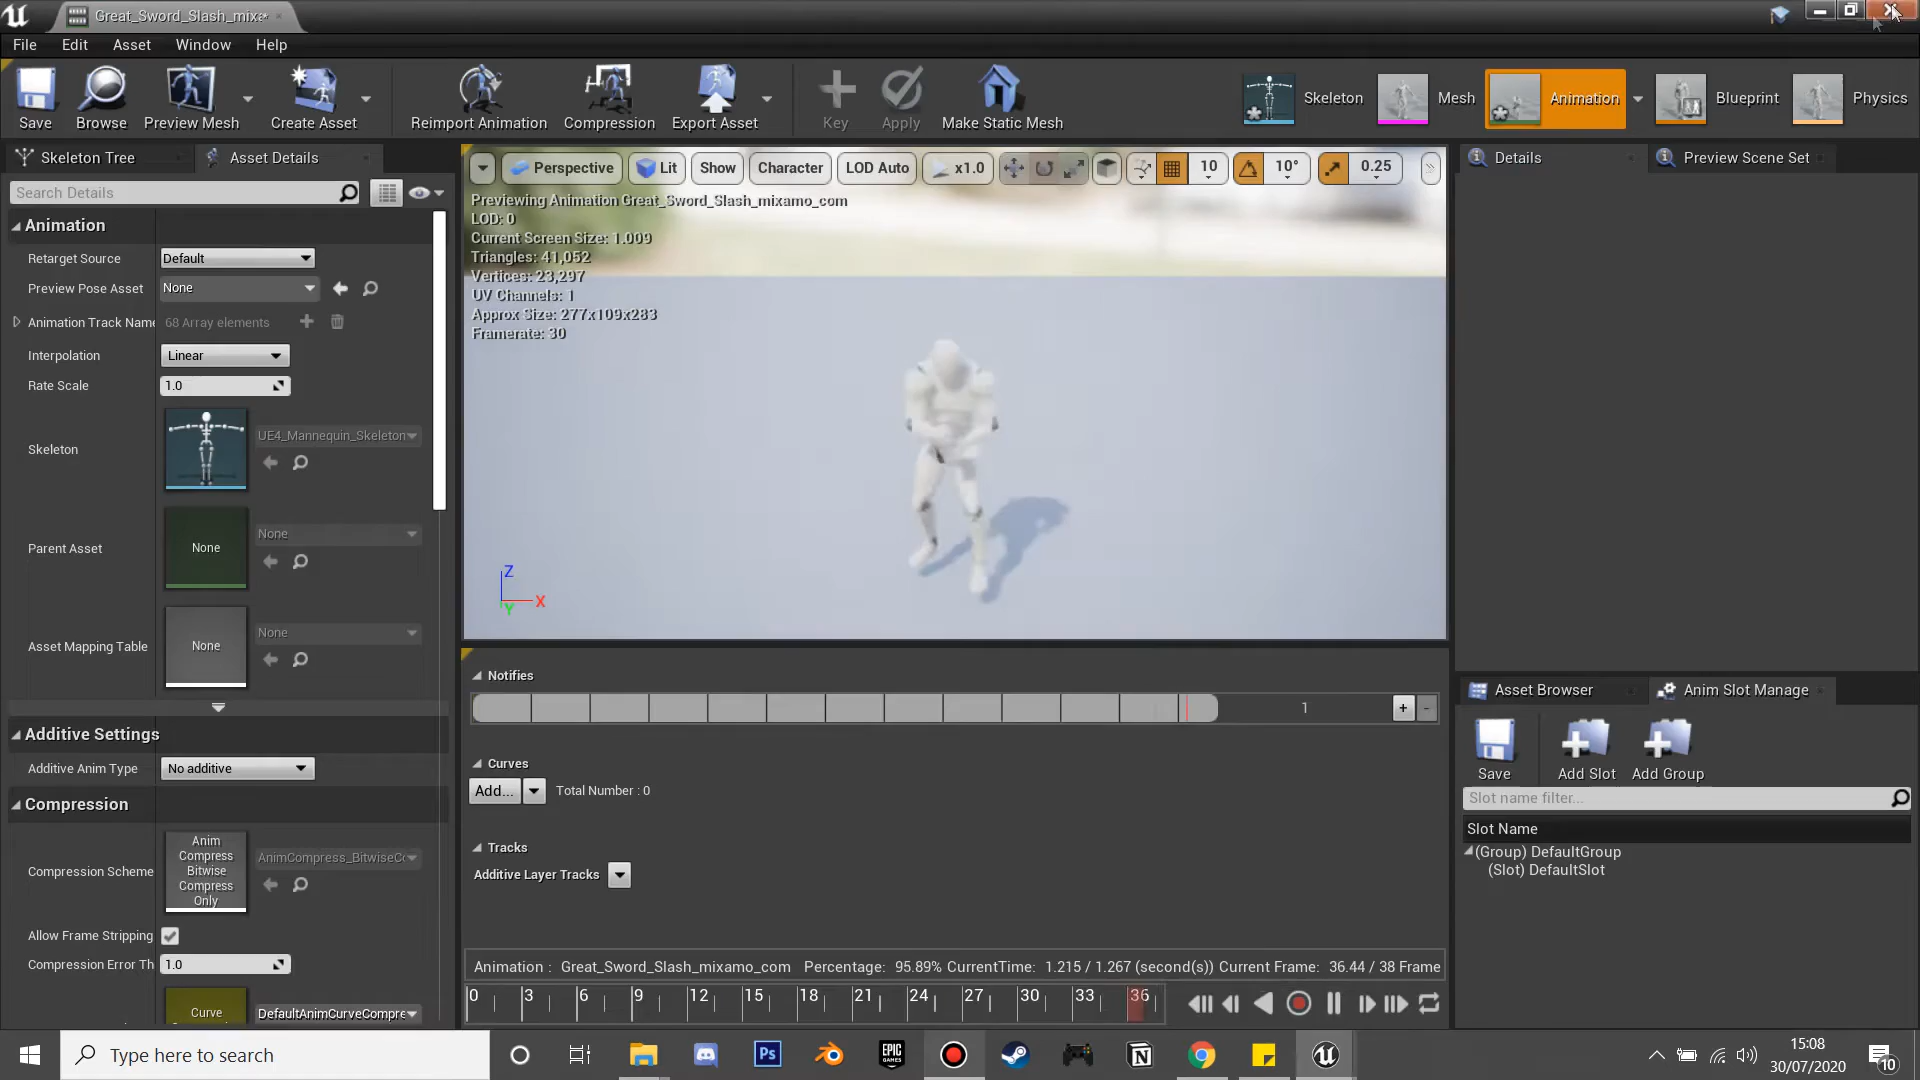 Great_Sword_Slash_mixa
File Edit Asset Window Help
Save Browse Preview Mesh Create Asset Reimport Animation Compression Export Asset Key Apply Make Static Mesh Skeleton Mesh Animation Blueprint Physics
Skeleton Tree Asset Details
Search Details
Animation
Retarget Source Default
Preview Pose Asset None
Animation Track Name 68 Array elements
Interpolation Linear
Rate Scale 1.0
Skeleton UE4_Mannequin_Skeleton
Parent Asset None None
Asset Mapping Table None None
Additive Settings
Additive Anim Type No additive
Compression
Compression Scheme Anim Compress Bitwise Compress Only AnimCompress_BitwiseCo
Allow Frame Stripping
Compression Error Th 1.0
Curve DefaultAnimCurveCompre
Perspective Lit Show Character LOD Auto x1.0 10 10° 0.25
Previewing Animation Great_Sword_Slash_mixamo_com
LOD: 0
Current Screen Size: 1.009
Triangles: 41,052
Vertices: 23,297
UV Channels: 1
Approx Size: 277x109x283
Framerate: 30
Z
X
Y
Notifies
1 + -
Curves
Add... Total Number : 0
Tracks
Additive Layer Tracks
Animation : Great_Sword_Slash_mixamo_com Percentage: 95.89% CurrentTime: 1.215 / 1.267 (second(s)) Current Frame: 36.44 / 38 Frame
0 3 6 9 12 15 18 21 24 27 30 33 36
Details Preview Scene Set
Asset Browser Anim Slot Manage
Save Add Slot Add Group
Slot name filter...
Slot Name
(Group) DefaultGroup
(Slot) DefaultSlot
Type here to search
Ps
EPIC GAMES
15:08
30/07/2020
10